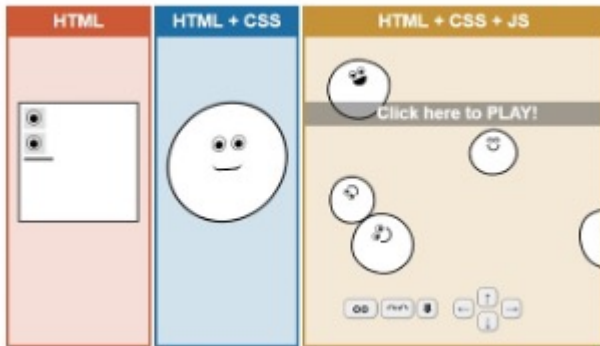 HTML
HTML + CSS
HTML + CSS + JS
Click here to PLAY!